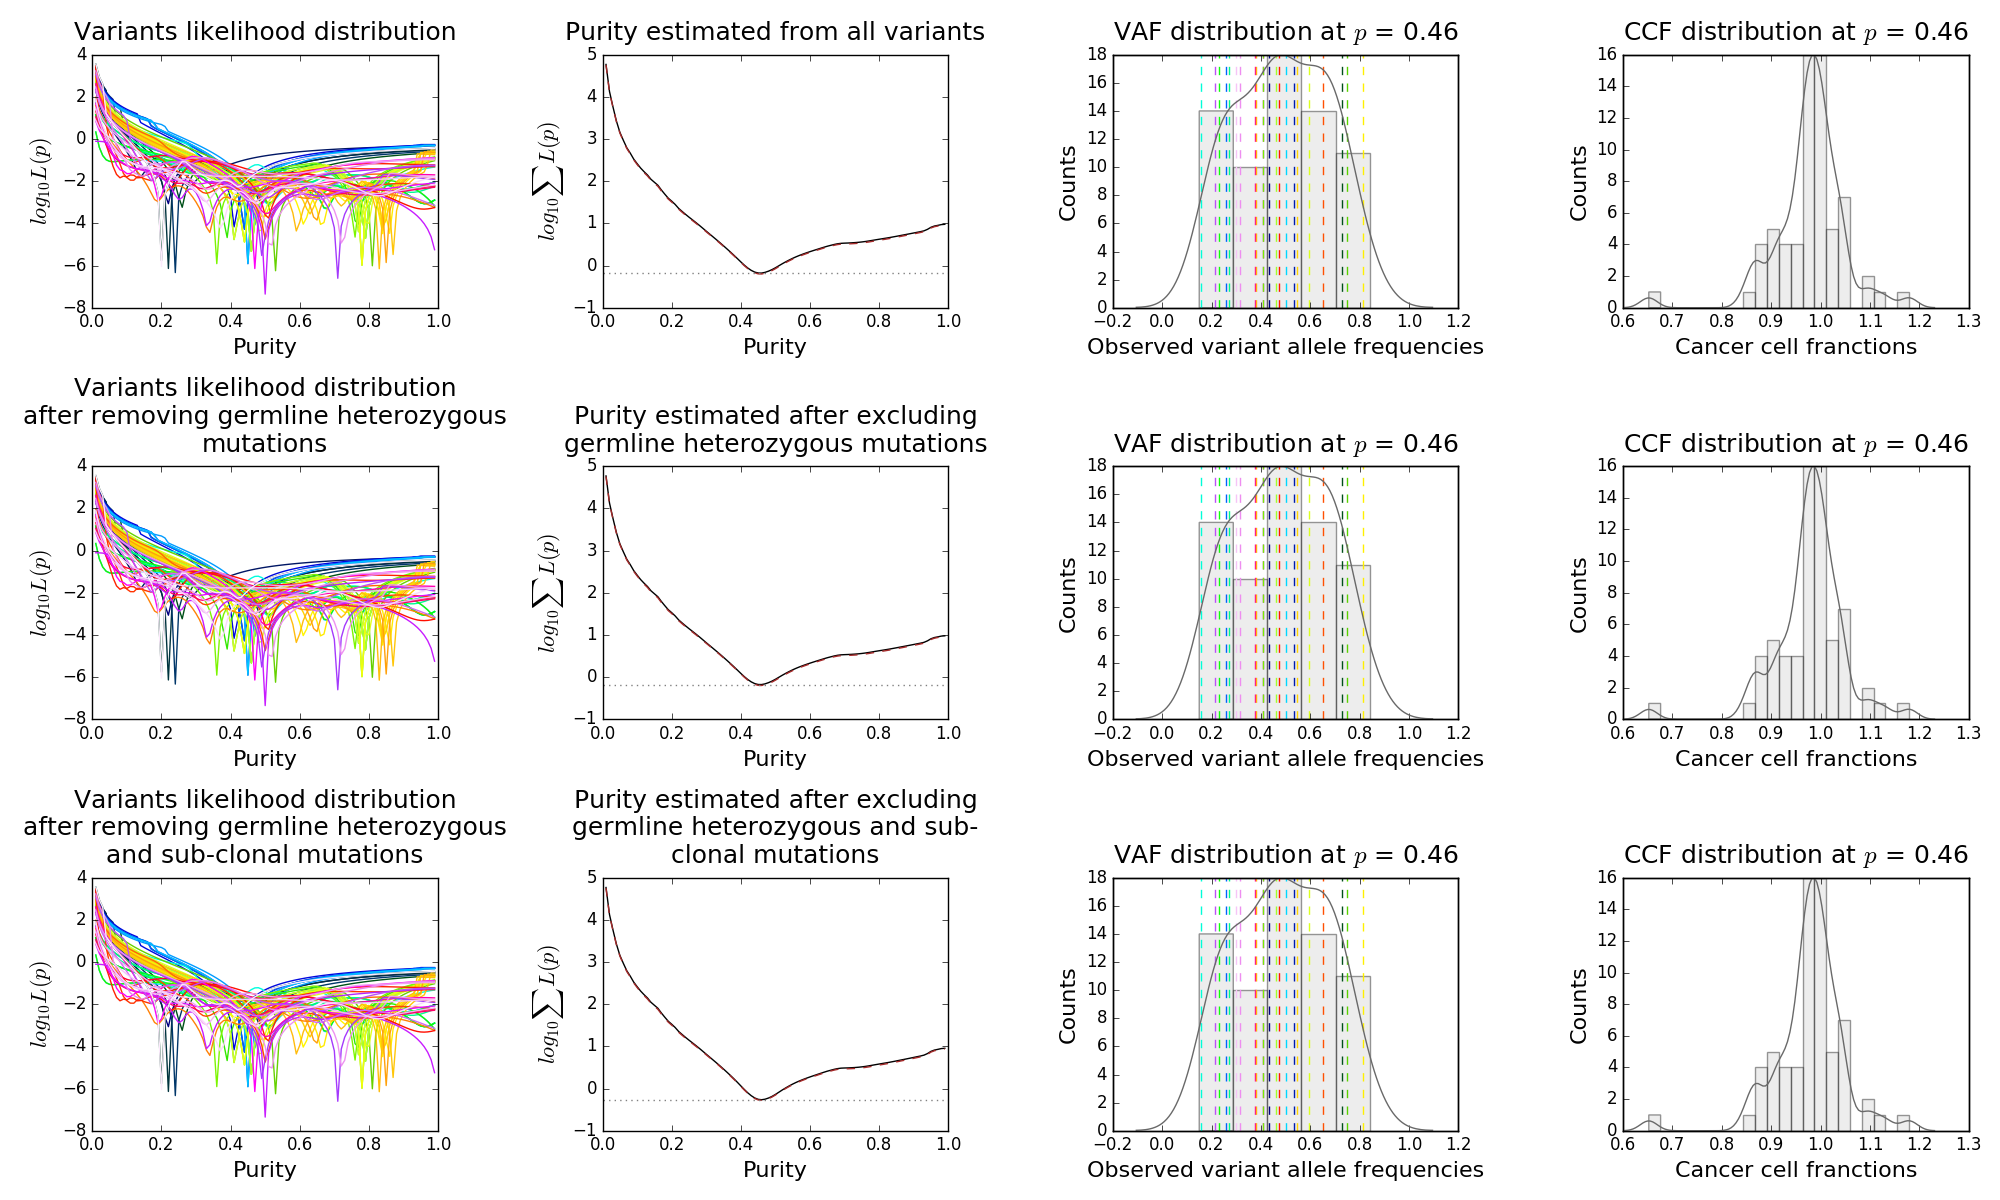 Variants likelihood distribution
4
2
0
−2
−4
−6
−8
log10L(p)
0.0 0.2 0.4 0.6 0.8 1.0
Purity
Purity estimated from all variants
5
4
3
2
1
0
−1
log10∑L(p)
0.0 0.2 0.4 0.6 0.8 1.0
Purity
VAF distribution at p = 0.46
18
16
14
12
10
8
6
4
2
0
Counts
−0.2 0.0 0.2 0.4 0.6 0.8 1.0 1.2
Observed variant allele frequencies
CCF distribution at p = 0.46
16
14
12
10
8
6
4
2
0
Counts
0.6 0.7 0.8 0.9 1.0 1.1 1.2 1.3
Cancer cell franctions
Variants likelihood distribution
after removing germline heterozygous
mutations
4
2
0
−2
−4
−6
−8
log10L(p)
0.0 0.2 0.4 0.6 0.8 1.0
Purity
Purity estimated after excluding
germline heterozygous mutations
5
4
3
2
1
0
−1
log10∑L(p)
0.0 0.2 0.4 0.6 0.8 1.0
Purity
VAF distribution at p = 0.46
18
16
14
12
10
8
6
4
2
0
Counts
−0.2 0.0 0.2 0.4 0.6 0.8 1.0 1.2
Observed variant allele frequencies
CCF distribution at p = 0.46
16
14
12
10
8
6
4
2
0
Counts
0.6 0.7 0.8 0.9 1.0 1.1 1.2 1.3
Cancer cell franctions
Variants likelihood distribution
after removing germline heterozygous
and sub-clonal mutations
4
2
0
−2
−4
−6
−8
log10L(p)
0.0 0.2 0.4 0.6 0.8 1.0
Purity
Purity estimated after excluding
germline heterozygous and sub-
clonal mutations
5
4
3
2
1
0
−1
log10∑L(p)
0.0 0.2 0.4 0.6 0.8 1.0
Purity
VAF distribution at p = 0.46
18
16
14
12
10
8
6
4
2
0
Counts
−0.2 0.0 0.2 0.4 0.6 0.8 1.0 1.2
Observed variant allele frequencies
CCF distribution at p = 0.46
16
14
12
10
8
6
4
2
0
Counts
0.6 0.7 0.8 0.9 1.0 1.1 1.2 1.3
Cancer cell franctions